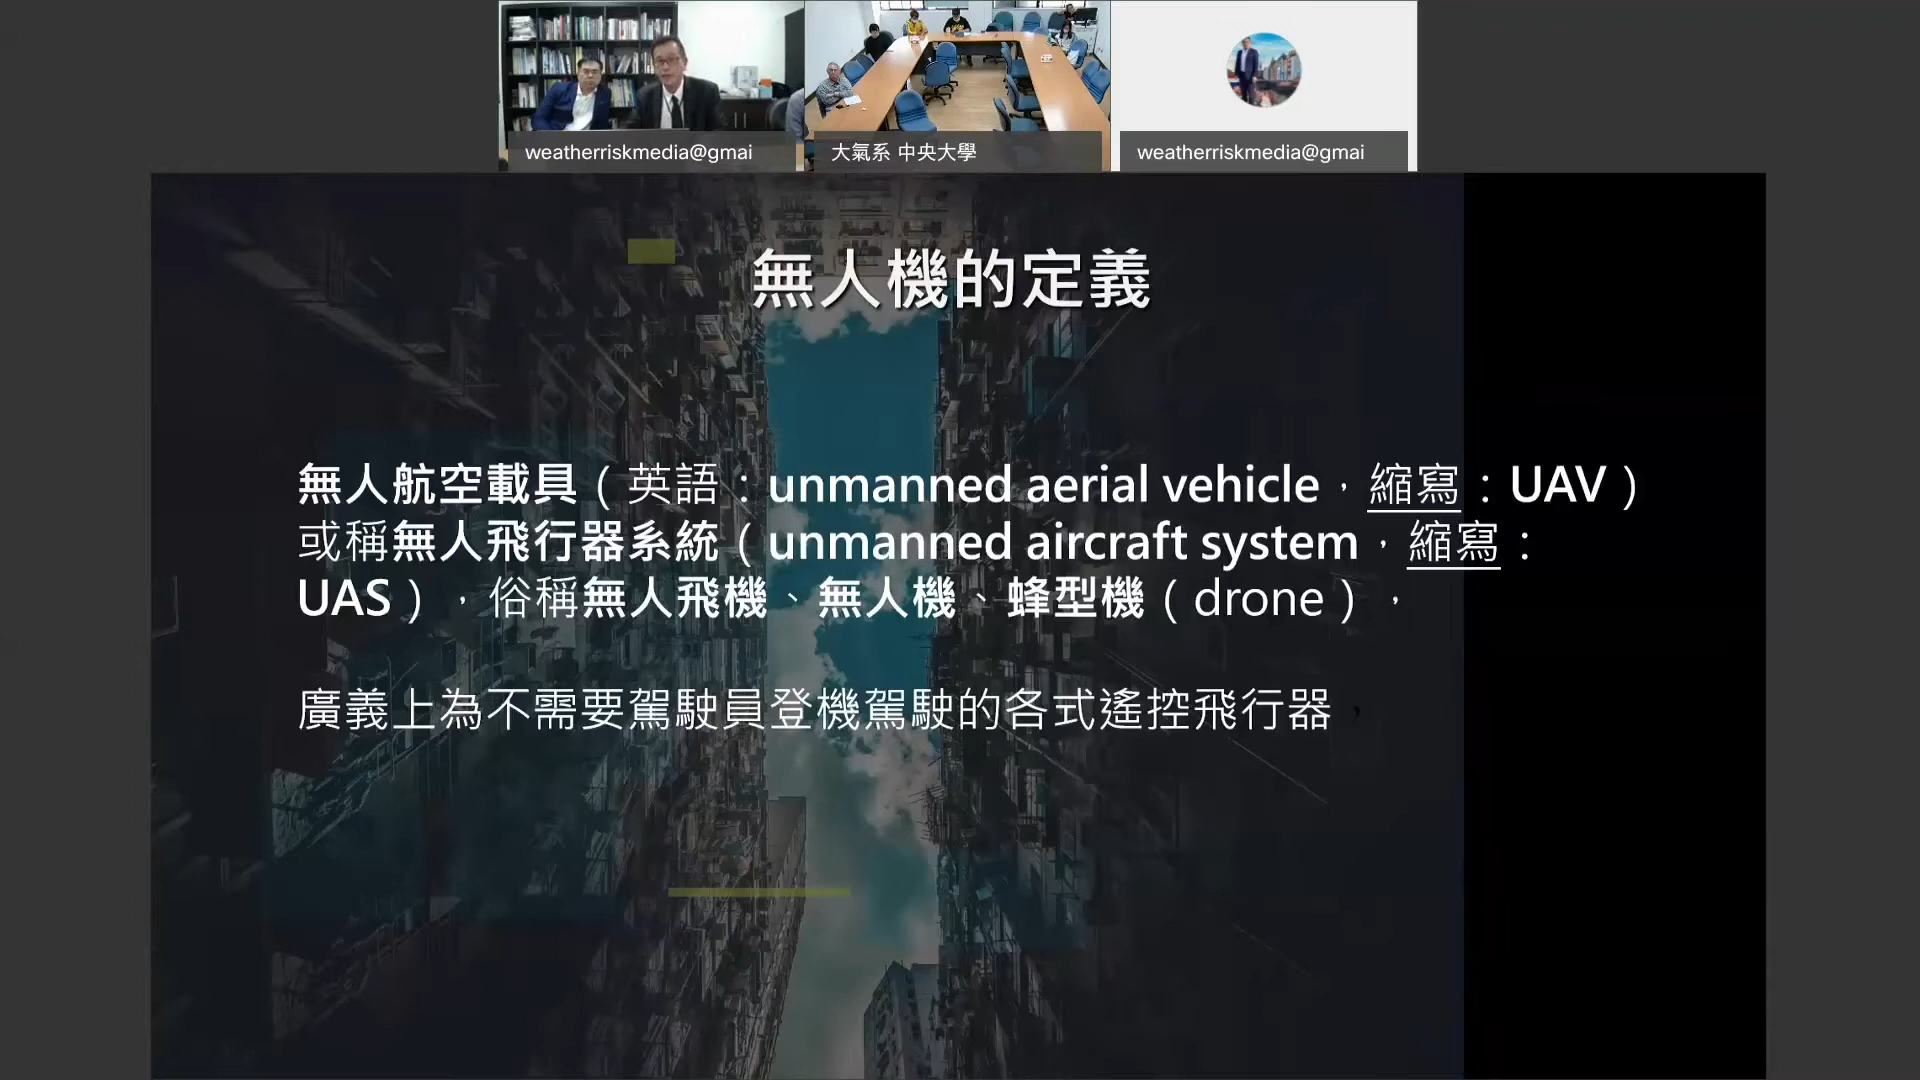 weatherriskmedia@gmai
大氣系 中央大學
weatherriskmedia@gmai
無人機的定義
無人航空載具（英語：unmanned aerial vehicle，縮寫：UAV）
或稱無人飛行器系統（unmanned aircraft system，縮寫：
UAS），俗稱無人飛機、無人機、蜂型機（drone），
廣義上為不需要駕駛員登機駕駛的各式遙控飛行器，